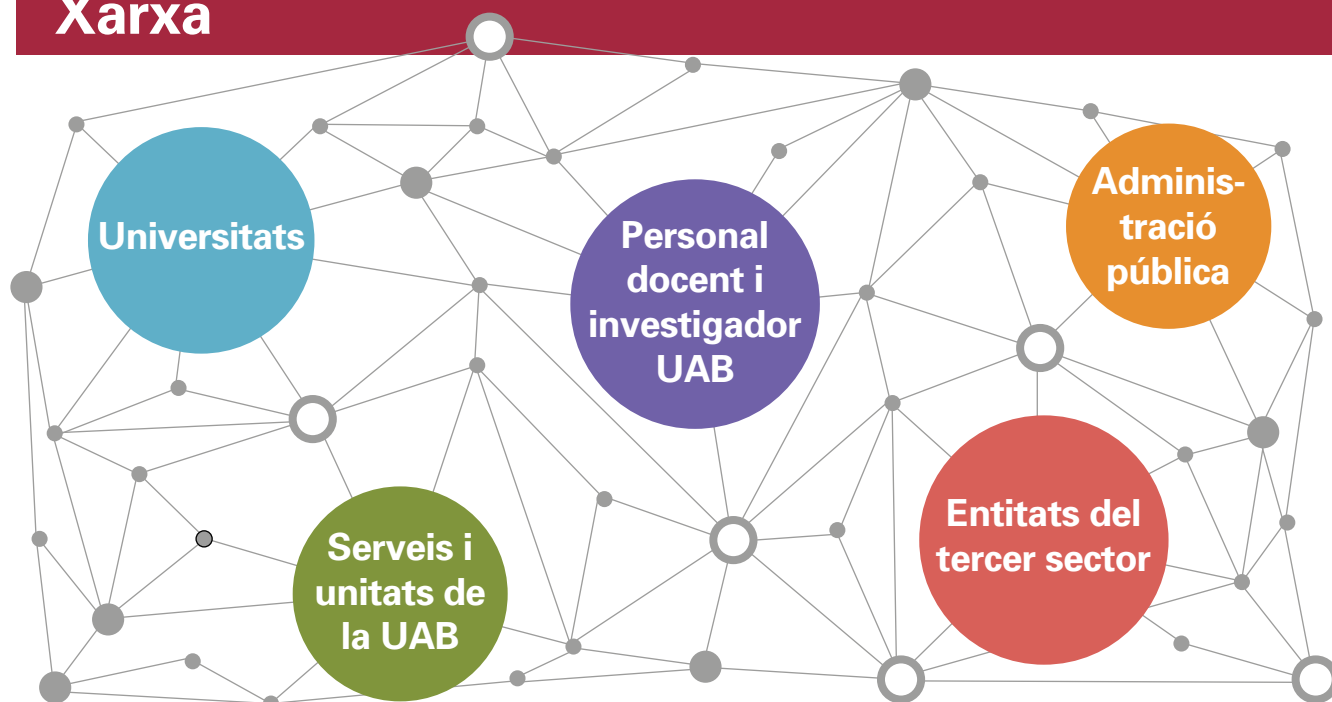 Xarxa
Universitats
Personal
docent i
investigador
UAB
Adminis-
tració
pública
Serveis i
unitats de
la UAB
Entitats del
tercer sector